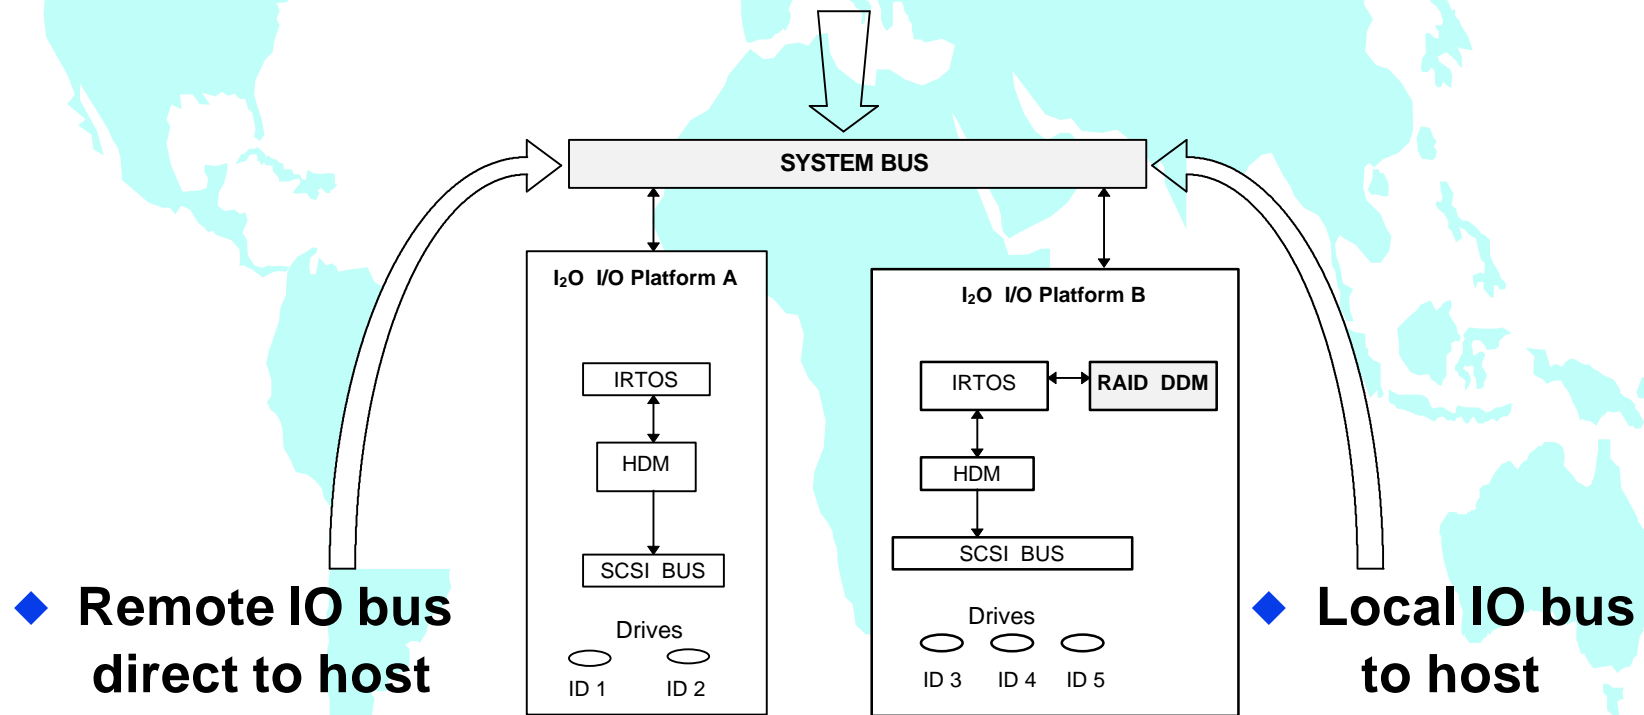 SYSTEM BUS
I₂O I/O Platform A
IRTOS
HDM
SCSI BUS
Drives
ID 1 ID 2
I₂O I/O Platform B
IRTOS RAID DDM
HDM
SCSI BUS
Drives
ID 3 ID 4 ID 5
Remote IO bus
direct to host
Local IO bus
to host